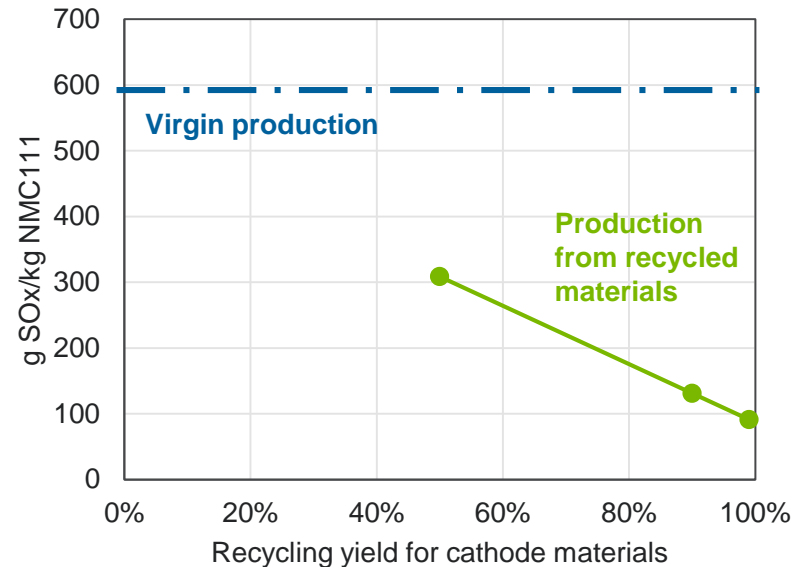 700
600
500
400
300
200
100
0
g SOx/kg NMC111
Virgin production
Production
from recycled
materials
0%
20%
40%
60%
80%
100%
Recycling yield for cathode materials